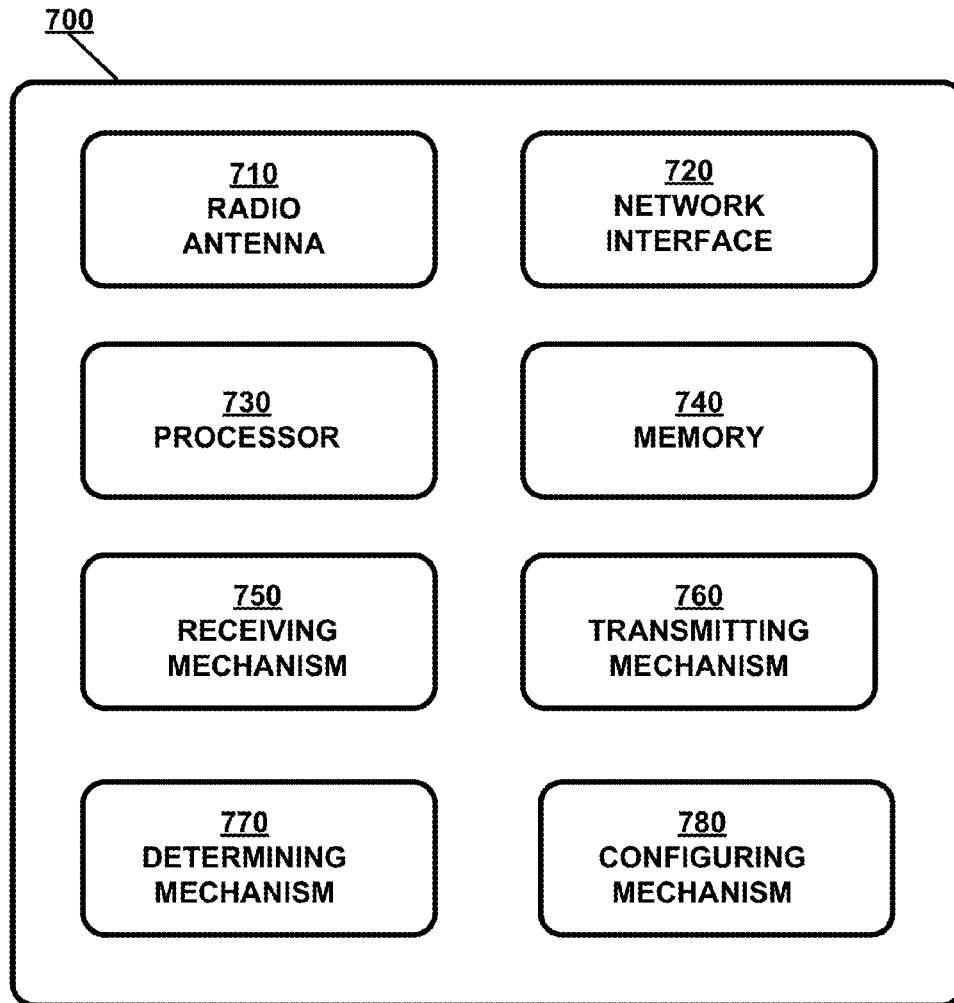 700
710
RADIO
ANTENNA
720
NETWORK
INTERFACE
730
PROCESSOR
740
MEMORY
750
RECEIVING
MECHANISM
760
TRANSMITTING
MECHANISM
770
DETERMINING
MECHANISM
780
CONFIGURING
MECHANISM